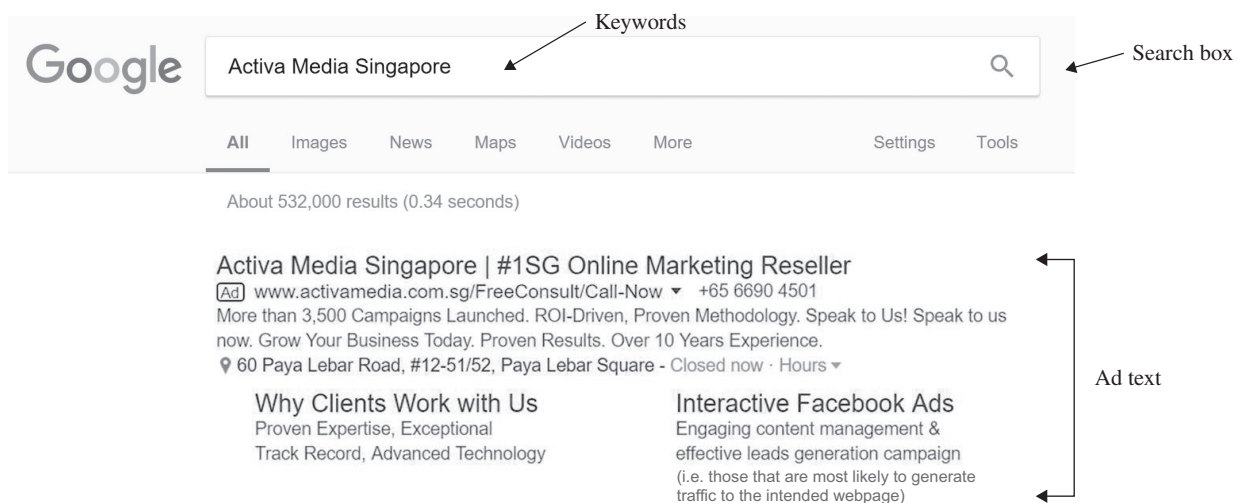 Keywords
Google
Activa Media Singapore
Search box
All Images News Maps Videos More Settings Tools
About 532,000 results (0.34 seconds)
Activa Media Singapore | #1SG Online Marketing Reseller
Ad www.activamedia.com.sg/FreeConsult/Call-Now +65 6690 4501
More than 3,500 Campaigns Launched. ROI-Driven, Proven Methodology. Speak to Us! Speak to us
now. Grow Your Business Today. Proven Results. Over 10 Years Experience.
60 Paya Lebar Road, #12-51/52, Paya Lebar Square - Closed now · Hours
Ad text
Why Clients Work with Us
Proven Expertise, Exceptional
Track Record, Advanced Technology
Interactive Facebook Ads
Engaging content management &
effective leads generation campaign
(i.e. those that are most likely to generate
traffic to the intended webpage)